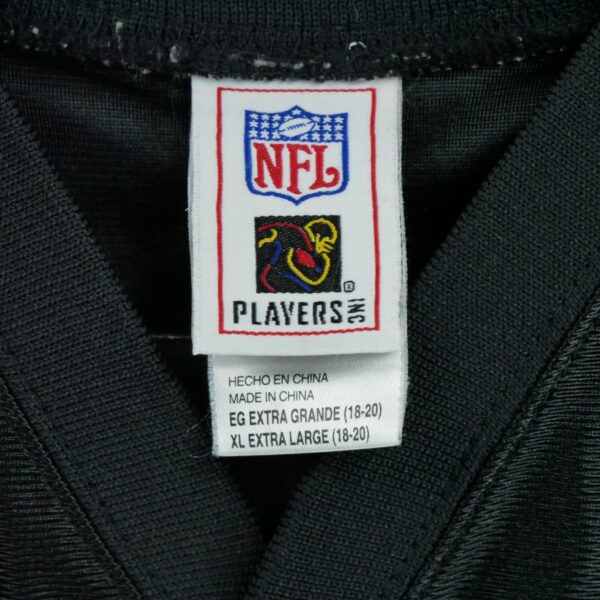 NFL
®
PLAYERS INC
HECHO EN CHINA
MADE IN CHINA
EG EXTRA GRANDE (18-20)
XL EXTRA LARGE (18-20)